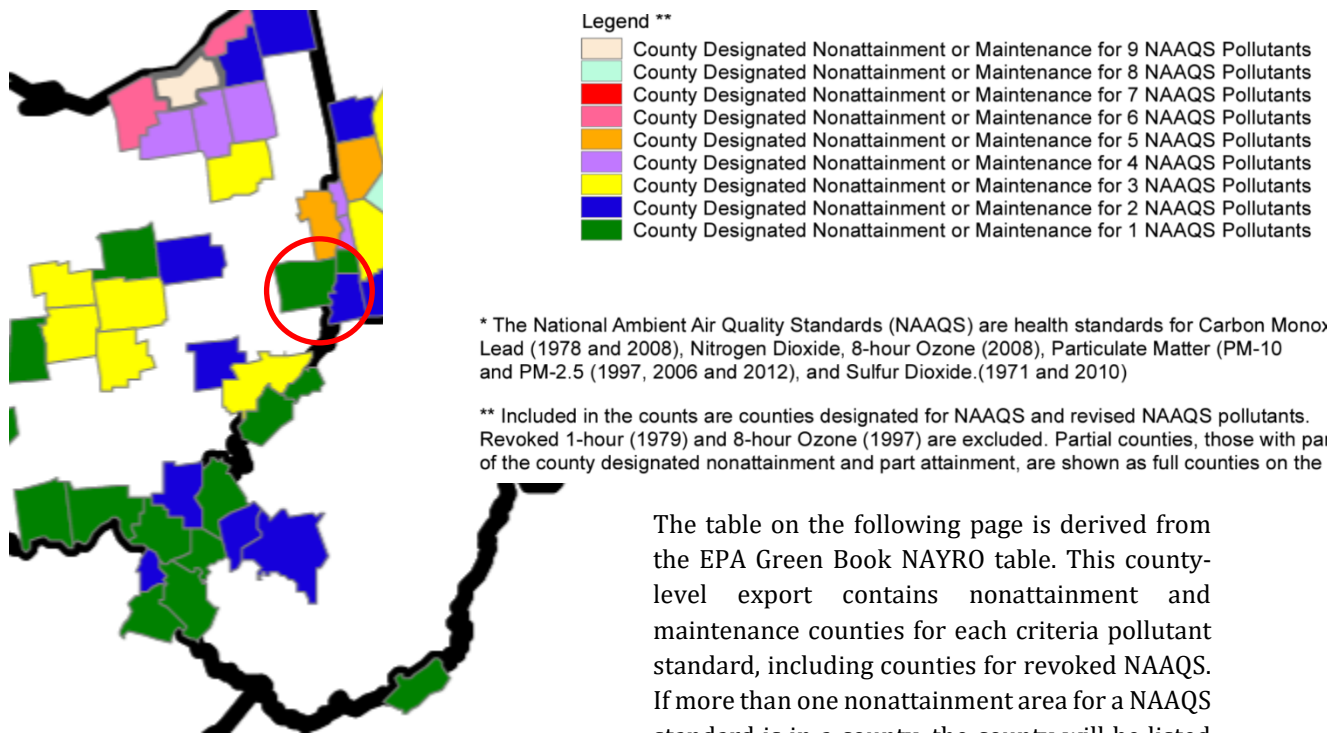 Legend **
County Designated Nonattainment or Maintenance for 9 NAAQS Pollutants
County Designated Nonattainment or Maintenance for 8 NAAQS Pollutants
County Designated Nonattainment or Maintenance for 7 NAAQS Pollutants
County Designated Nonattainment or Maintenance for 6 NAAQS Pollutants
County Designated Nonattainment or Maintenance for 5 NAAQS Pollutants
County Designated Nonattainment or Maintenance for 4 NAAQS Pollutants
County Designated Nonattainment or Maintenance for 3 NAAQS Pollutants
County Designated Nonattainment or Maintenance for 2 NAAQS Pollutants
County Designated Nonattainment or Maintenance for 1 NAAQS Pollutants
* The National Ambient Air Quality Standards (NAAQS) are health standards for Carbon Monox
Lead (1978 and 2008), Nitrogen Dioxide, 8-hour Ozone (2008), Particulate Matter (PM-10
and PM-2.5 (1997, 2006 and 2012), and Sulfur Dioxide.(1971 and 2010)
** Included in the counts are counties designated for NAAQS and revised NAAQS pollutants.
Revoked 1-hour (1979) and 8-hour Ozone (1997) are excluded. Partial counties, those with par
of the county designated nonattainment and part attainment, are shown as full counties on the
The table on the following page is derived from
the EPA Green Book NAYRO table. This county-
level export contains nonattainment and
maintenance counties for each criteria pollutant
standard, including counties for revoked NAAQS.
If more than one nonattainment area for a NAAQS
standard is in a county, the county will be listed